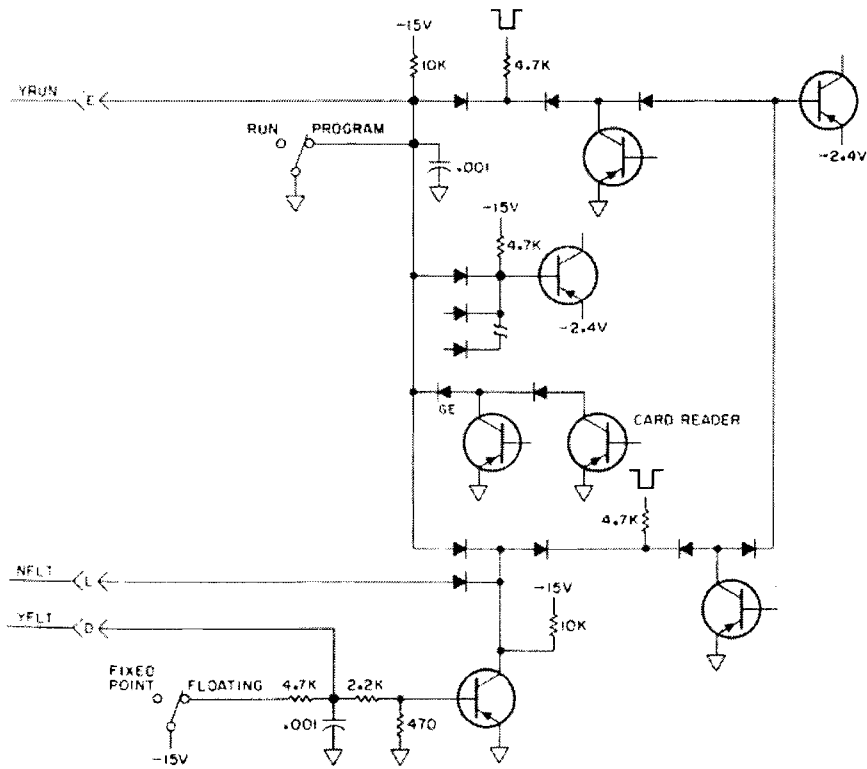 -15V
10K
4.7K
YRUN
E
RUN
PROGRAM
.001
-2.4V
-15V
4.7K
-2.4V
GE
CARD READER
4.7K
NFLT
L
YFLT
D
-15V
10K
FIXED
POINT
FLOATING
4.7K
2.2K
.001
470
-15V